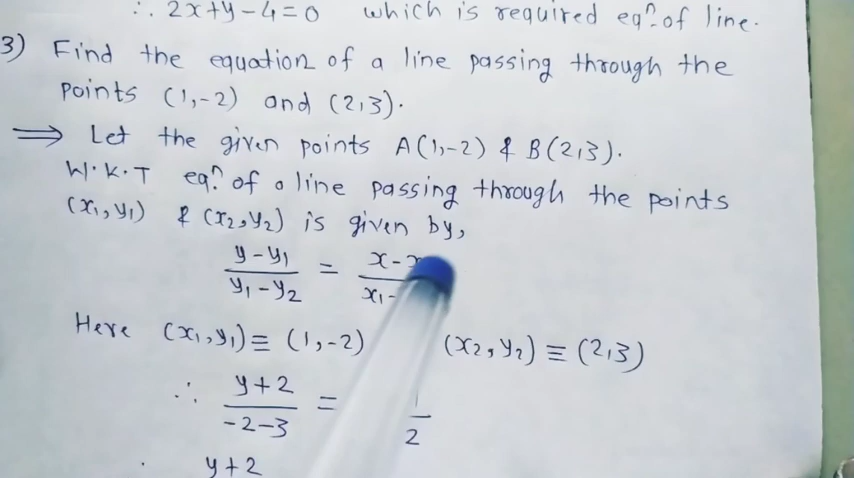 ∴ 2x+y-4=0 which is required eqⁿ. of line.
3) Find the equation of a line passing through the
points (1,-2) and (2,3).
⟹ Let the given points A(1,-2) & B(2,3).
W.K.T eqⁿ. of a line passing through the points
(x₁,y₁) & (x₂,y₂) is given by,
y-y₁ / y₁-y₂ = x- / x₁-
Here (x₁,y₁)≡(1,-2) (x₂,y₂)≡(2,3)
∴ y+2 / -2-3 = / 2
y+2